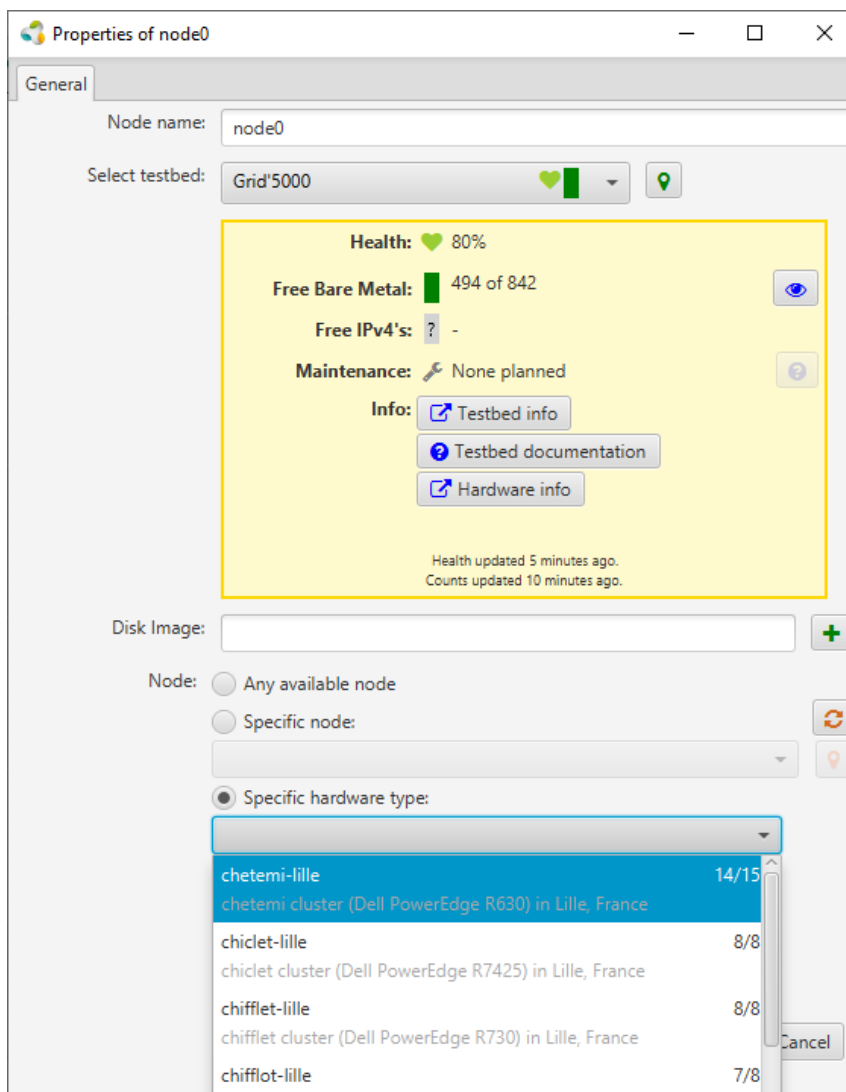 Properties of node0
General
Node name: node0
Select testbed: Grid'5000
Health: 80%
Free Bare Metal: 494 of 842
Free IPv4's: ? -
Maintenance: None planned
Info: Testbed info
Testbed documentation
Hardware info
Health updated 5 minutes ago.
Counts updated 10 minutes ago.
Disk Image:
Node: Any available node
Specific node:
Specific hardware type:
chetemi-lille 14/15
chetemi cluster (Dell PowerEdge R630) in Lille, France
chiclet-lille 8/8
chiclet cluster (Dell PowerEdge R7425) in Lille, France
chifflet-lille 8/8
chifflet cluster (Dell PowerEdge R730) in Lille, France
Cancel
chifflot-lille 7/8